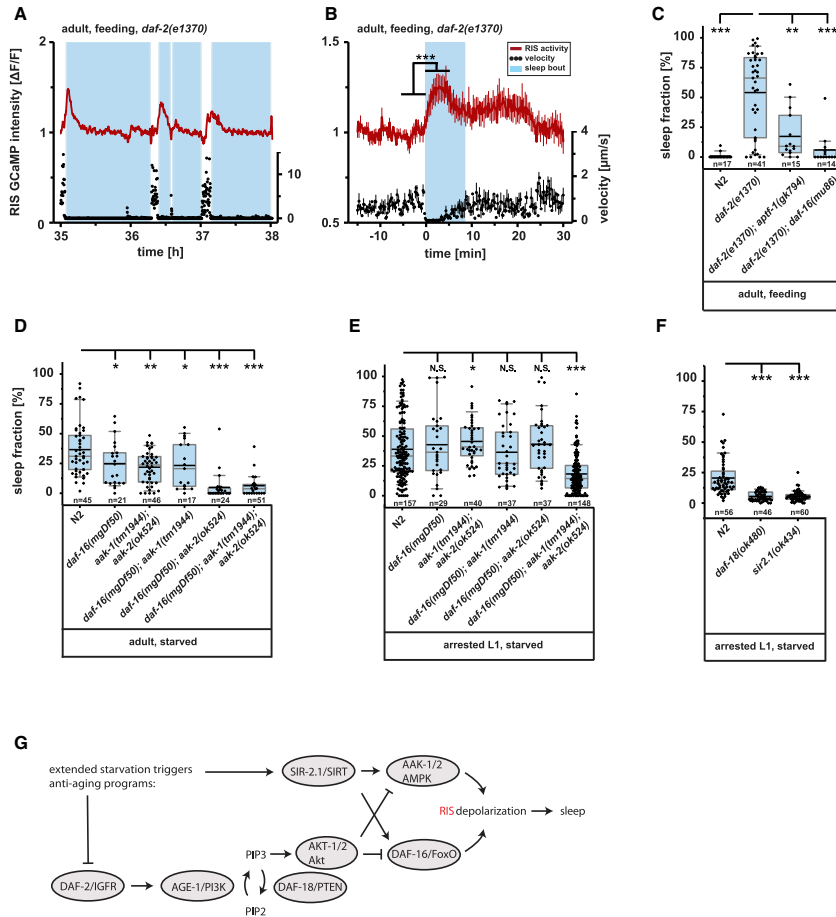 A
adult, feeding, daf-2(e1370)
RIS GCaMP intensity [ΔF/F]
2
1
0
10
5
0
35
36
37
38
time [h]
B
adult, feeding, daf-2(e1370)
***
RIS activity
velocity
sleep bout
1.5
1.0
0.5
4
3
2
1
0
velocity [μm/s]
-10
0
10
20
30
time [min]
C
sleep fraction [%]
100
75
50
25
0
***
**
***
n=17
n=41
n=15
n=14
N2
daf-2(e1370)
daf-2(e1370); aptf-1(gk794)
daf-2(e1370); daf-16(mu86)
adult, feeding
D
sleep fraction [%]
100
75
50
25
0
*
**
*
***
***
n=45
n=21
n=46
n=17
n=24
n=51
N2
daf-16(mgDf50)
aak-1(tm1944);
aak-2(ok524)
daf-16(mgDf50); aak-1(tm1944)
daf-16(mgDf50); aak-2(ok524)
daf-16(mgDf50); aak-1(tm1944);
aak-2(ok524)
adult, starved
E
sleep fraction [%]
100
75
50
25
0
N.S.
*
N.S.
N.S.
***
n=157
n=29
n=40
n=37
n=37
n=148
N2
daf-16(mgDf50)
aak-1(tm1944);
aak-2(ok524)
daf-16(mgDf50); aak-1(tm1944)
daf-16(mgDf50); aak-2(ok524)
daf-16(mgDf50); aak-1(tm1944);
aak-2(ok524)
arrested L1, starved
F
sleep fraction [%]
100
75
50
25
0
***
***
n=56
n=46
n=60
N2
daf-18(ok480)
sir2.1(ok434)
arrested L1, starved
G
extended starvation triggers
anti-aging programs:
SIR-2.1/SIRT
AAK-1/2
AMPK
RIS depolarization
sleep
PIP3
AKT-1/2
Akt
DAF-16/FoxO
DAF-2/IGFR
AGE-1/PI3K
DAF-18/PTEN
PIP2